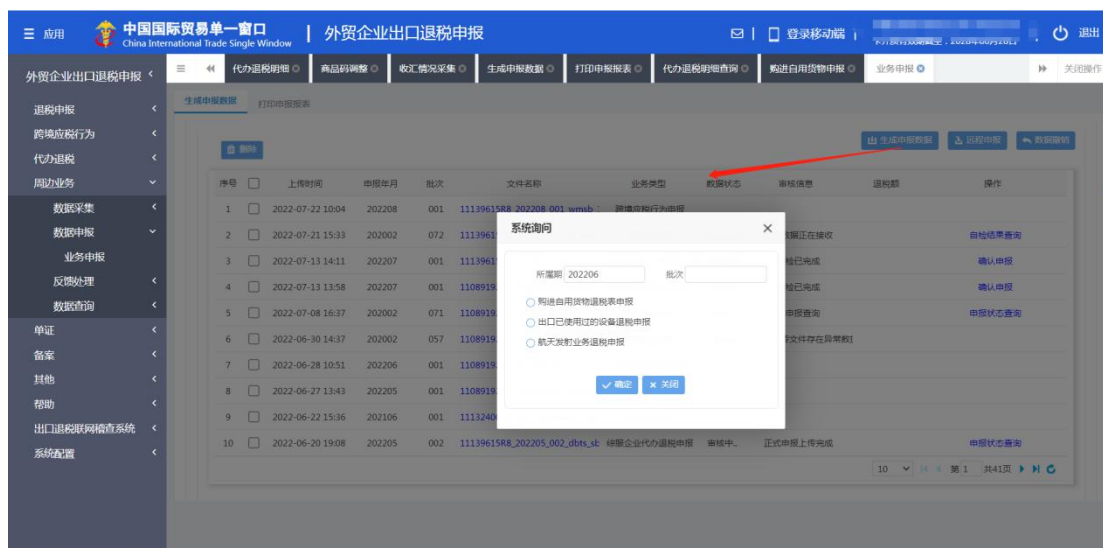 应用 中国国际贸易单一窗口 | 外贸企业出口退税申报 登录移动端 退出
China International Trade Single Window
外贸企业出口退税申报 代办退税明细 商品码调整 收汇情况采集 生成申报数据 打印申报报表 代办退税明细查询 购进自用货物申报 业务申报 关闭操作
退税申报
跨境应税行为
代办退税
周边业务
数据采集
数据申报
业务申报
反馈处理
数据查询
单证
备案
其他
帮助
出口退税联网稽查系统
系统配置
生成申报数据 打印申报报表
删除 生成申报数据 远程申报 数据撤销
序号 上传时间 申报年月 批次 文件名称 业务类型 数据状态 审核信息 退税额 操作
1 2022-07-22 10:04 202208 001 11139615R8_202208_001_wmsb_ 跨境应税行为申报
2 2022-07-21 15:33 202002 072 111396 数据正在接收 自检结果查询
3 2022-07-13 14:11 202207 001 111396 检已完成 确认申报
4 2022-07-13 13:58 202207 001 1108919 检已完成 确认申报
5 2022-07-08 16:37 202002 071 1108919 申报查询 申报状态查询
6 2022-06-30 14:37 202002 057 1108919 文件存在异常数
7 2022-06-28 10:51 202206 001 1108919
8 2022-06-27 13:43 202205 001 1108919
9 2022-06-22 15:36 202106 001 1113240
10 2022-06-20 19:08 202205 002 11139615R8_202205_002_dbts_sb 综服企业代办退税申报 审核中.. 正式申报上传完成 申报状态查询
10 第 1 共41页
系统询问
所属期 202206 批次
购进自用货物退税表申报
出口已使用过的设备退税申报
航天发射业务退税申报
确定 关闭